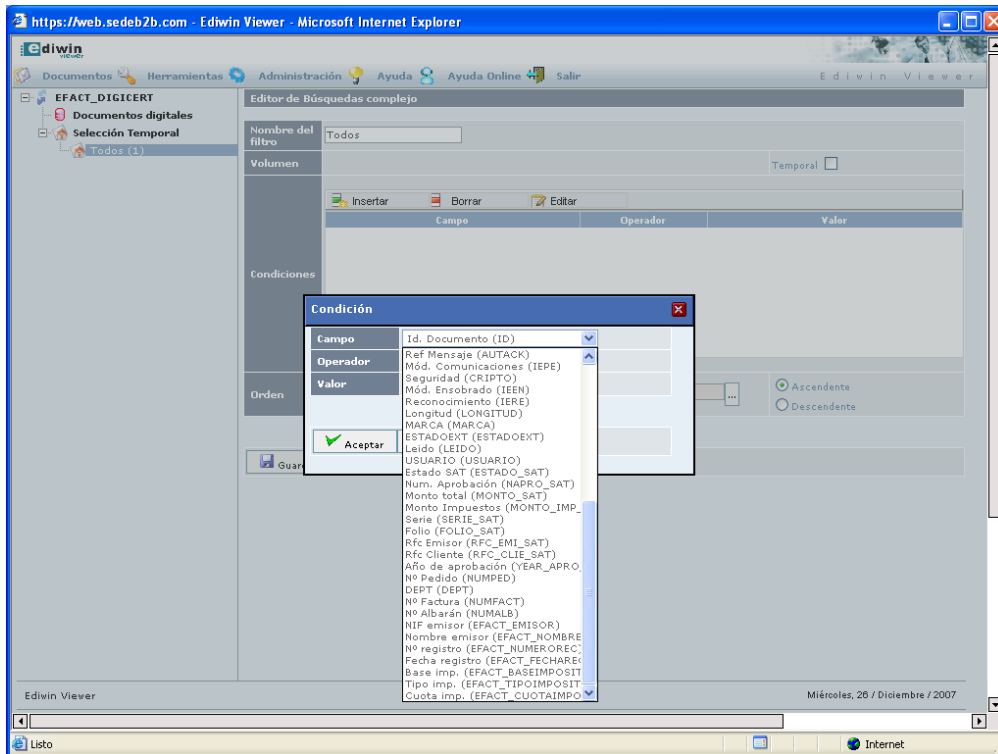 https://web.sedeb2b.com - Ediwin Viewer - Microsoft Internet Explorer
ediwin
viewer
Documentos Herramientas Administración Ayuda Ayuda Online Salir Ediwin Viewer
EFACT_DIGICERT
Documentos digitales
Selección Temporal
Todos (1)
Editor de Búsquedas complejo
Nombre del filtro Todos
Volumen Temporal
Insertar Borrar Editar
Campo Operador Valor
Condiciones
Condición
Campo Id. Documento (ID)
Operador
Valor
Aceptar
Ref Mensaje (AUTACK)
Mód. Comunicaciones (IEPE)
Seguridad (CRIPTO)
Mód. Ensobrado (IEEN)
Reconocimiento (IERE)
Longitud (LONGITUD)
MARCA (MARCA)
ESTADOEXT (ESTADOEXT)
Leido (LEIDO)
USUARIO (USUARIO)
Estado SAT (ESTADO_SAT)
Num. Aprobación (NAPRO_SAT)
Monto total (MONTO_SAT)
Monto Impuestos (MONTO_IMP_
Serie (SERIE_SAT)
Folio (FOLIO_SAT)
Rfc Emisor (RFC_EMI_SAT)
Rfc Cliente (RFC_CLIE_SAT)
Año de aprobación (YEAR_APRO_
Nº Pedido (NUMPED)
DEPT (DEPT)
Nº Factura (NUMFACT)
Nº Albarán (NUMALB)
NIF emisor (EFACT_EMISOR)
Nombre emisor (EFACT_NOMBRE
Nº registro (EFACT_NUMEROREC)
Fecha registro (EFACT_FECHARE
Base imp. (EFACT_BASEIMPOSIT
Tipo imp. (EFACT_TIPOIMPOSIT
Cuota imp. (EFACT_CUOTAIMPO
Orden ... Ascendente
Descendente
Guar
Ediwin Viewer Miércoles, 26 / Diciembre / 2007
Listo Internet